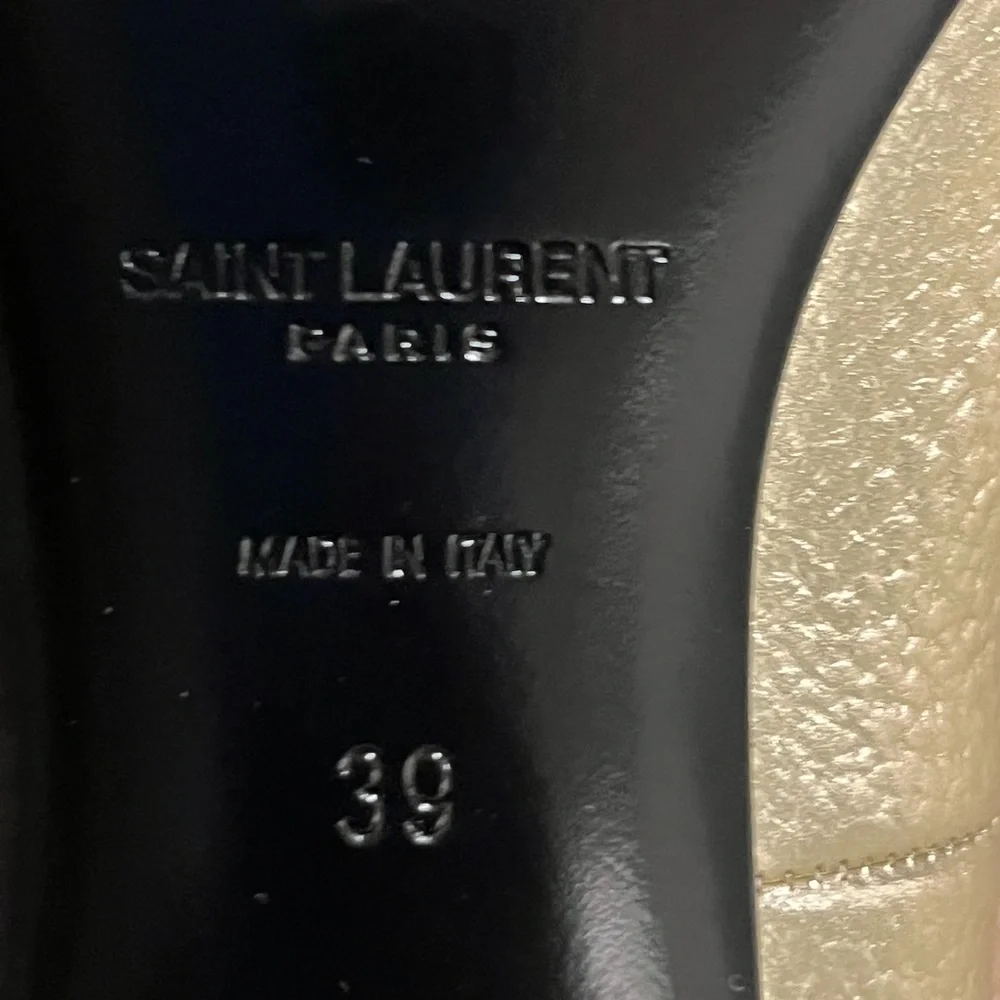 SAINT LAURENT
PARIS
MADE IN ITALY
39